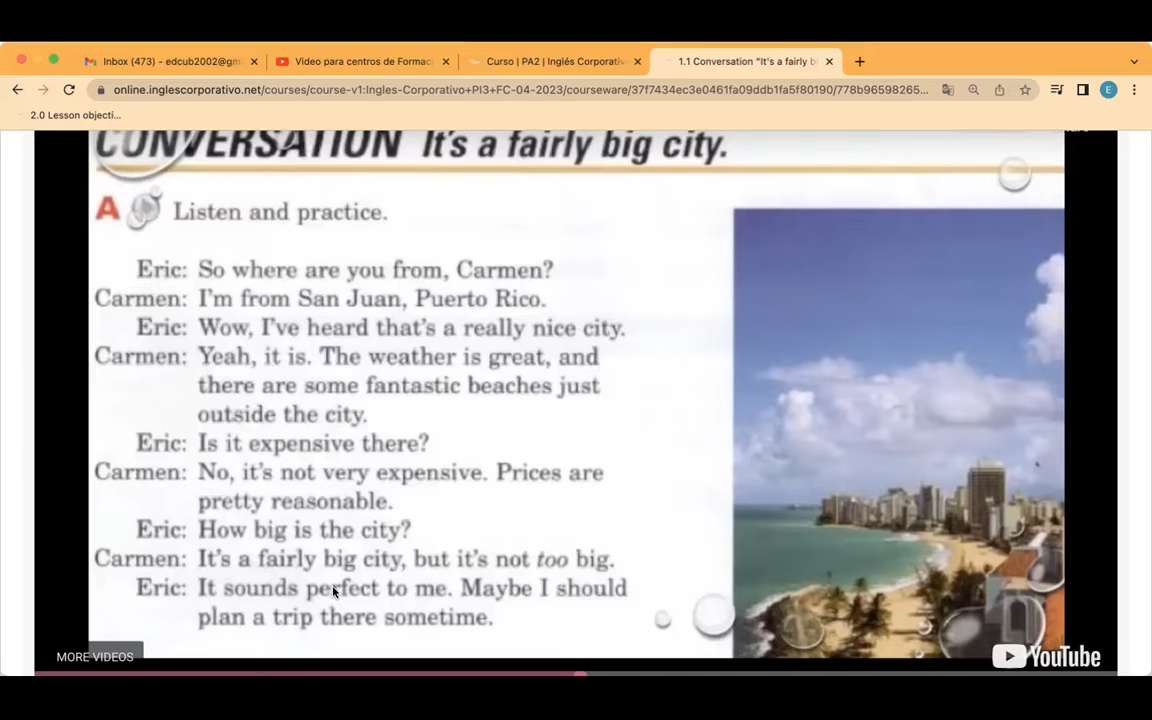 Inbox (473) - edcub2002@gm
Video para centros de Formac
Curso | PA2 | Inglés Corporativ
1.1 Conversation "It's a fairly b
online.inglescorporativo.net/courses/course-v1:Ingles-Corporativo+PI3+FC-04-2023/courseware/37f7434ec3e0461fa09ddb1fa5f80190/778b96598265...
E
2.0 Lesson objecti...
CONVERSATION It's a fairly big city.
A Listen and practice.
Eric: So where are you from, Carmen?
Carmen: I'm from San Juan, Puerto Rico.
Eric: Wow, I've heard that's a really nice city.
Carmen: Yeah, it is. The weather is great, and
there are some fantastic beaches just
outside the city.
Eric: Is it expensive there?
Carmen: No, it's not very expensive. Prices are
pretty reasonable.
Eric: How big is the city?
Carmen: It's a fairly big city, but it's not too big.
Eric: It sounds perfect to me. Maybe I should
plan a trip there sometime.
MORE VIDEOS
YouTube